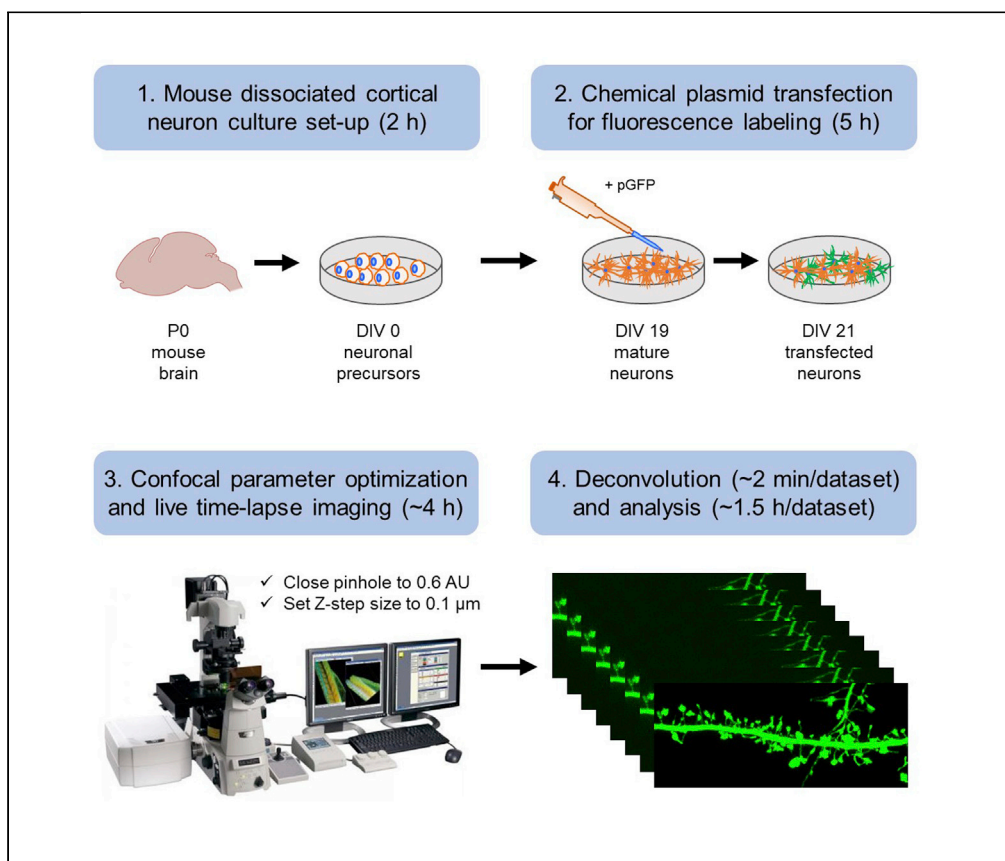 1. Mouse dissociated cortical
neuron culture set-up (2 h)
2. Chemical plasmid transfection
for fluorescence labeling (5 h)
+ pGFP
P0
mouse
brain
DIV 0
neuronal
precursors
DIV 19
mature
neurons
DIV 21
transfected
neurons
3. Confocal parameter optimization
and live time-lapse imaging (~4 h)
4. Deconvolution (~2 min/dataset)
and analysis (~1.5 h/dataset)
✓ Close pinhole to 0.6 AU
✓ Set Z-step size to 0.1 µm